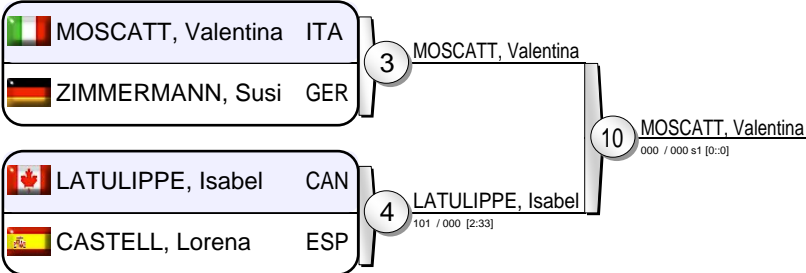 MOSCATT, Valentina ITA
ZIMMERMANN, Susi GER
3
MOSCATT, Valentina
LATULIPPE, Isabel CAN
CASTELL, Lorena ESP
4
LATULIPPE, Isabel
101 / 000 [2:33]
10
MOSCATT, Valentina
000 / 000 s1 [0::0]